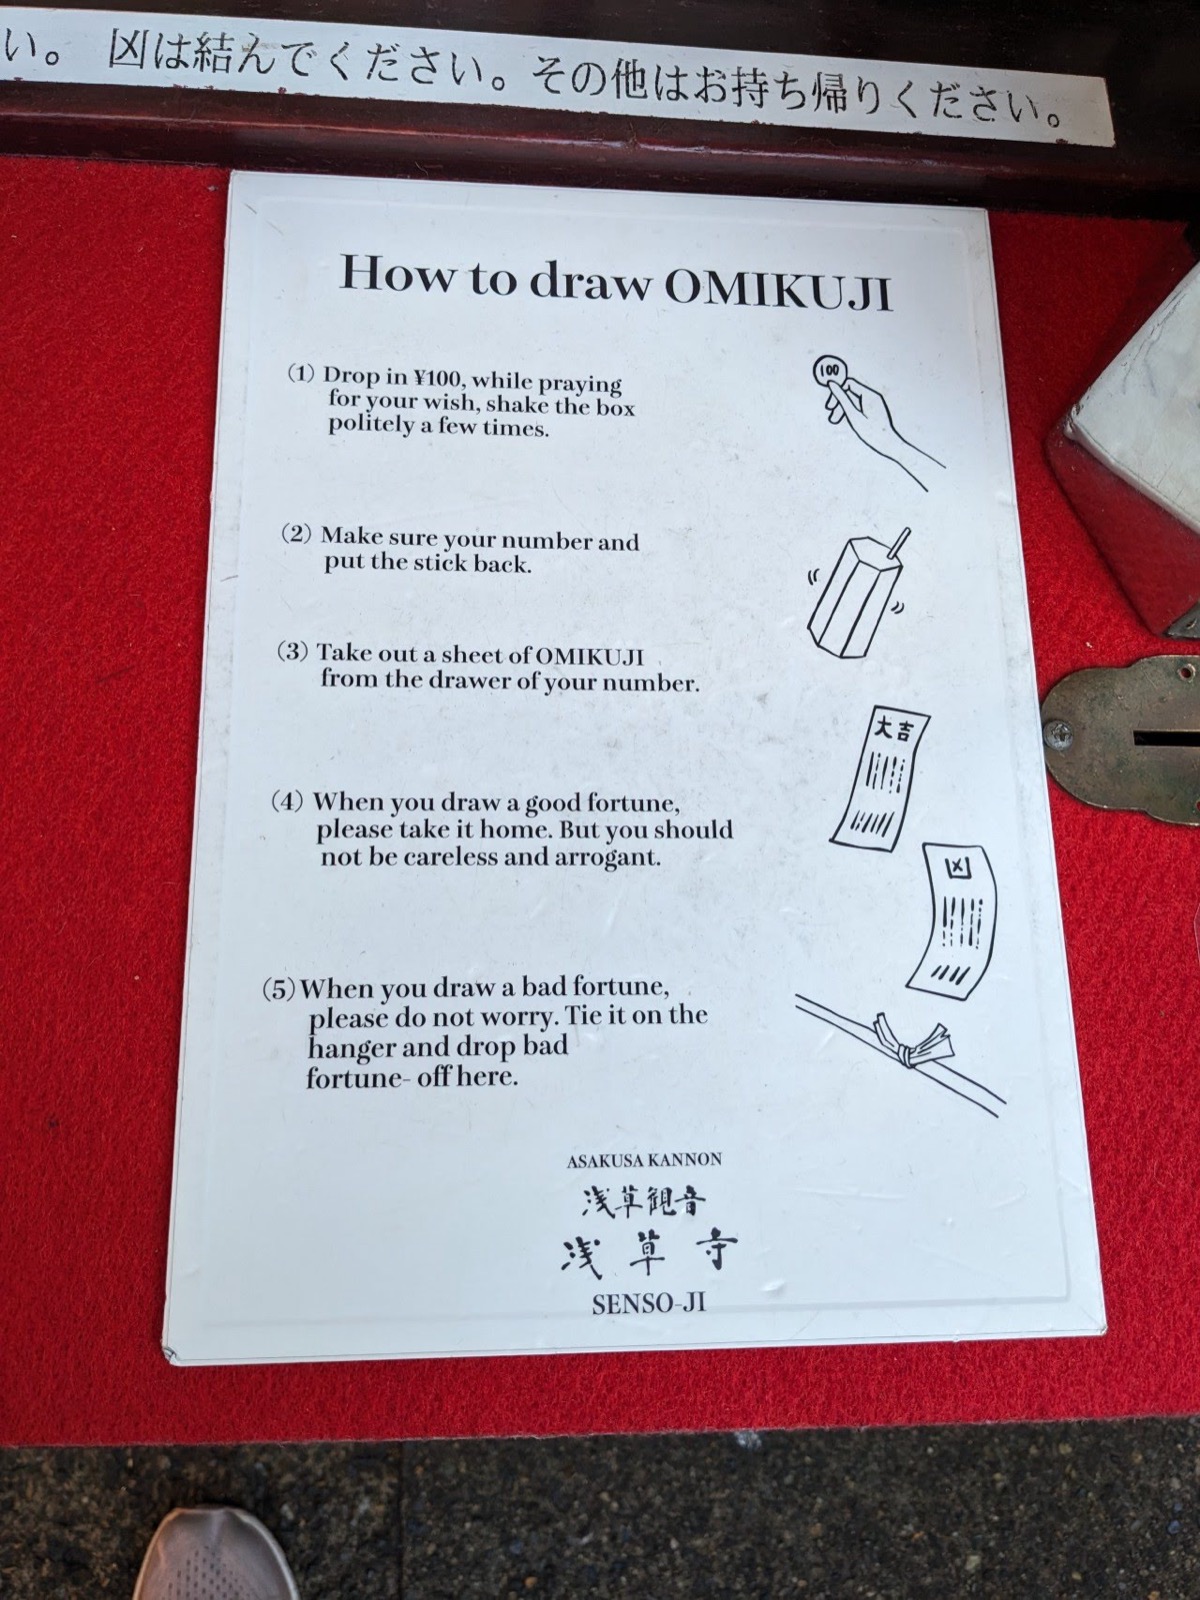 い。 凶は結んでください。その他はお持ち帰りください。
How to draw OMIKUJI
(1) Drop in ¥100, while praying
for your wish, shake the box
politely a few times.
100
(2) Make sure your number and
put the stick back.
(3) Take out a sheet of OMIKUJI
from the drawer of your number.
大吉
(4) When you draw a good fortune,
please take it home. But you should
not be careless and arrogant.
凶
(5) When you draw a bad fortune,
please do not worry. Tie it on the
hanger and drop bad
fortune- off here.
ASAKUSA KANNON
浅草観音
浅草寺
SENSO-JI